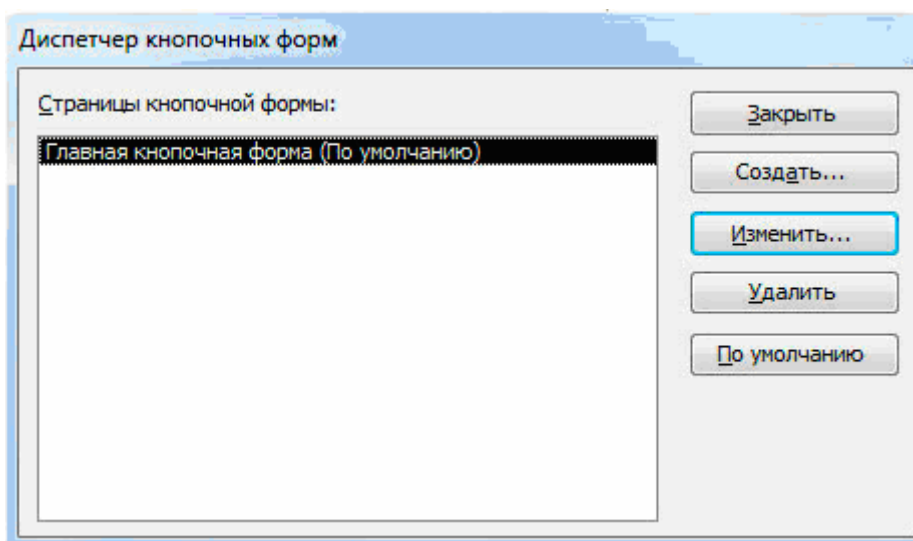 Диспетчер кнопочных форм
Страницы кнопочной формы:
Главная кнопочная форма (По умолчанию)
Закрыть
Создать...
Изменить...
Удалить
По умолчанию